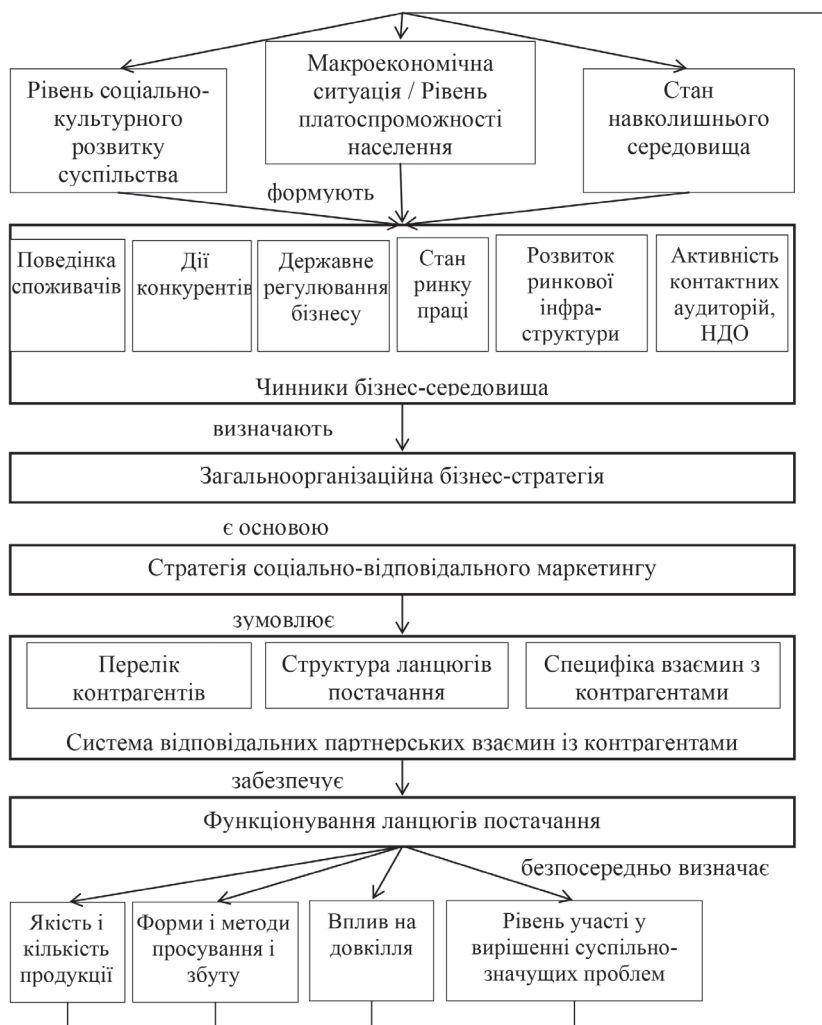 Рівень соціально-
культурного
розвитку
суспільства
Макроекономічна
ситуація / Рівень
платоспроможності
населення
Стан
навколишнього
середовища
формують
Поведінка
споживачів
Дії
конкурентів
Державне
регулювання
бізнесу
Стан
ринку
праці
Розвиток
ринкової
інфра-
структури
Активність
контактних
аудиторій,
НДО
Чинники бізнес-середовища
визначають
Загальноорганізаційна бізнес-стратегія
є основою
Стратегія соціально-відповідального маркетингу
зумовлює
Перелік
контрагентів
Структура ланцюгів
постачання
Специфіка взаємин з
контрагентами
Система відповідальних партнерських взаємин із контрагентами
забезпечує
Функціонування ланцюгів постачання
безпосередньо визначає
Якість і
кількість
продукції
Форми і методи
просування і
збуту
Вплив на
довкілля
Рівень участі у
вирішенні суспільно-
значущих проблем